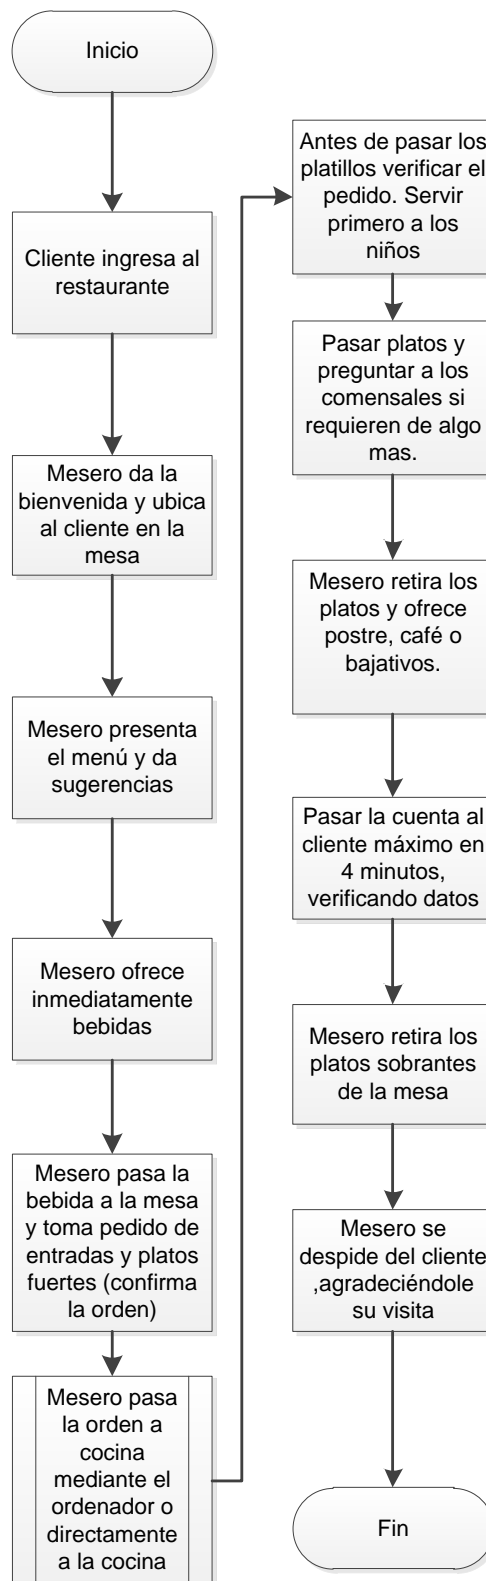 Inicio
Cliente ingresa al
restaurante
Mesero da la
bienvenida y ubica
al cliente en la
mesa
Mesero presenta
el menú y da
sugerencias
Mesero ofrece
inmediatamente
bebidas
Mesero pasa la
bebida a la mesa
y toma pedido de
entradas y platos
fuertes (confirma
la orden)
Mesero pasa
la orden a
cocina
mediante el
ordenador o
directamente
a la cocina
Antes de pasar los
platillos verificar el
pedido. Servir
primero a los
niños
Pasar platos y
preguntar a los
comensales si
requieren de algo
mas.
Mesero retira los
platos y ofrece
postre, café o
bajativos.
Pasar la cuenta al
cliente máximo en
4 minutos,
verificando datos
Mesero retira los
platos sobrantes
de la mesa
Mesero se
despide del cliente
,agradeciéndole
su visita
Fin